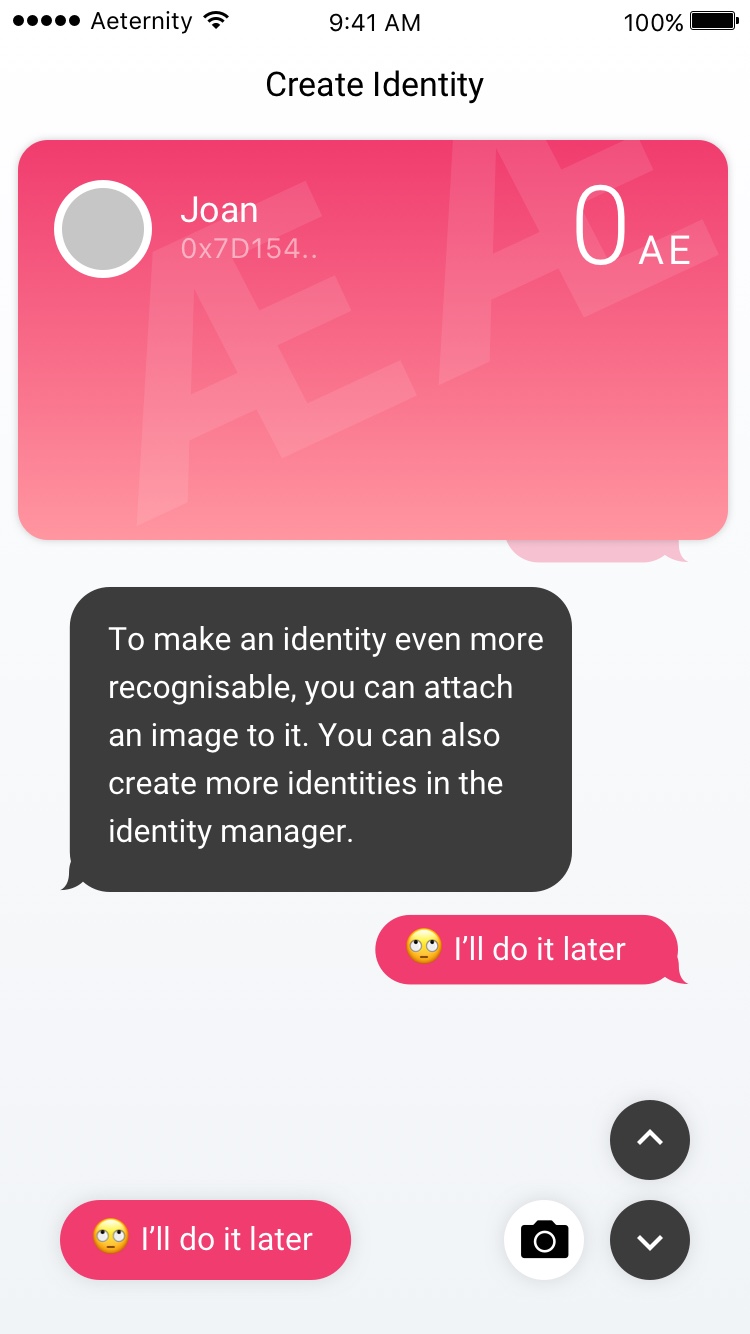 Aeternity 9:41 AM 100%
Create Identity
Joan
0x7D154..
0 AE
ÆÆ
To make an identity even more
recognisable, you can attach
an image to it. You can also
create more identities in the
identity manager.
🙄 I’ll do it later
🙄 I’ll do it later